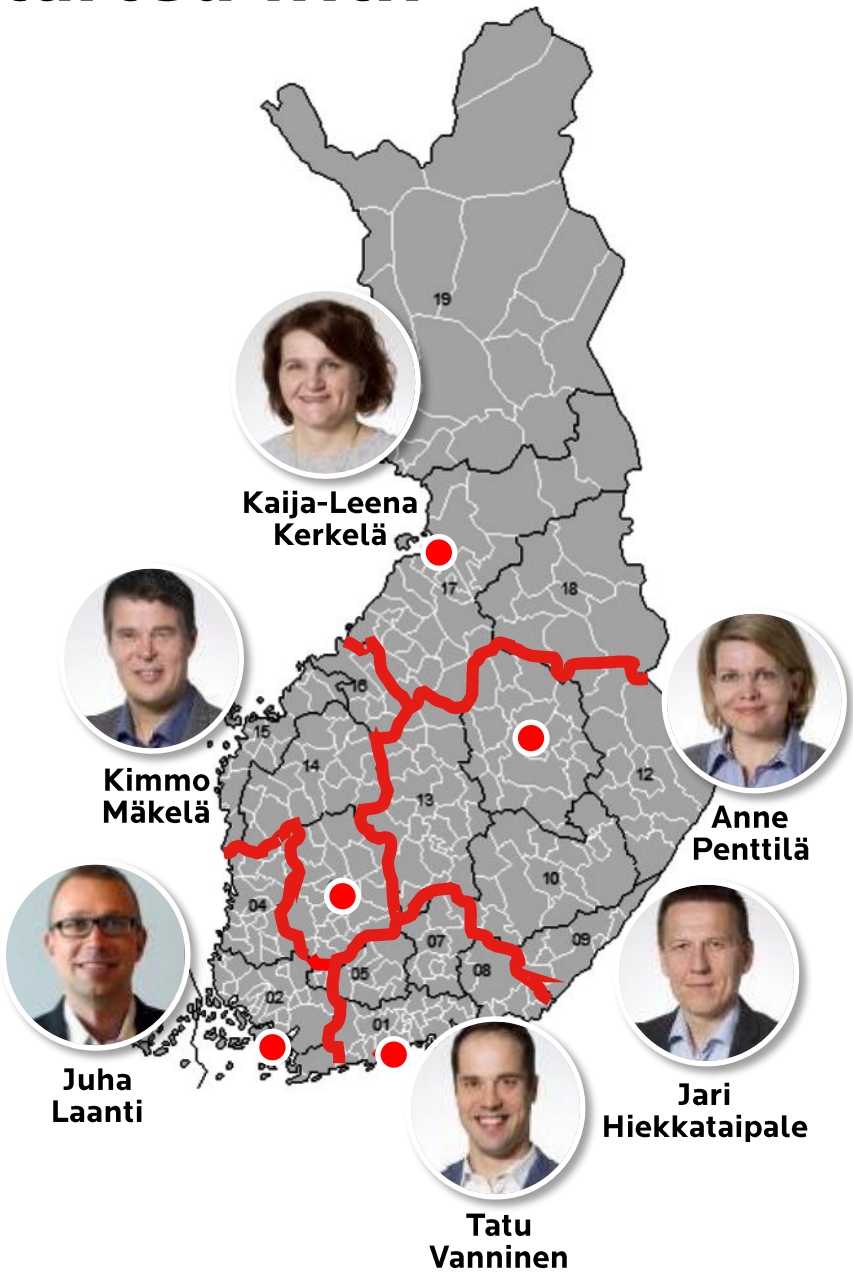 19
Kaija-Leena
Kerkelä
17
18
16
15
14
Kimmo
Mäkelä
13
12
Anne
Penttilä
10
04
07
09
08
05
02
01
Juha
Laanti
Jari
Hiekkataipale
Tatu
Vanninen